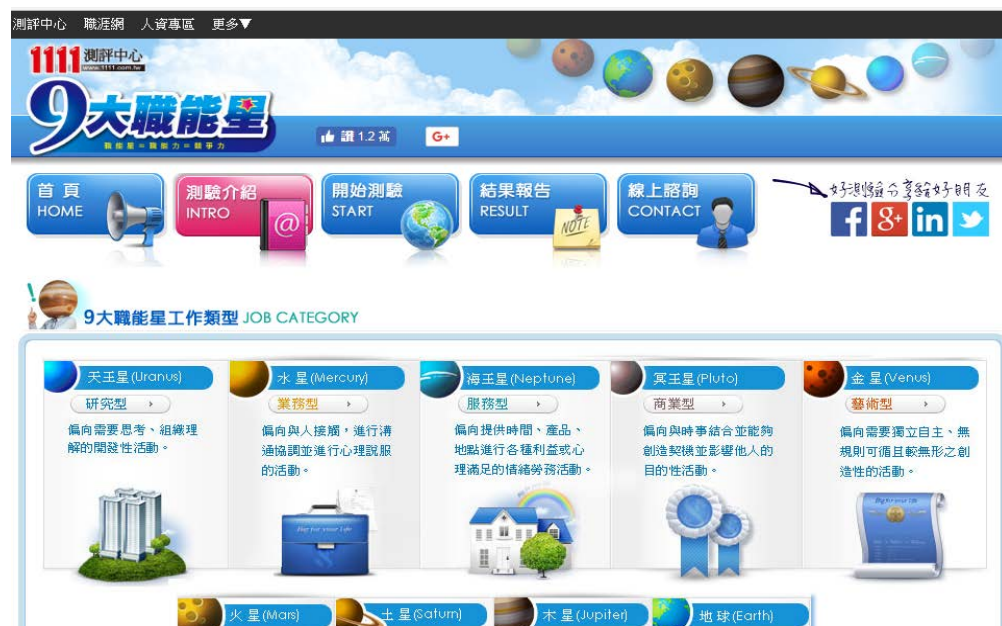 測評中心 職涯網 人資專區 更多▼
1111 測評中心
www.1111.com.tw
9大職能星
職能星=職能力=競爭力
讚 1.2 萬
G+
首頁
HOME
測驗介紹
INTRO
@
開始測驗
START
結果報告
RESULT
NOTE
線上諮詢
CONTACT
好測驗分享給好朋友
f g+ in
9大職能星工作類型 JOB CATEGORY
天王星(Uranus)
研究型
偏向需要思考、組織理
解的開發性活動。
水星(Mercury)
業務型
偏向與人接觸,進行溝
通協調並進行心理說服
的活動。
海王星(Neptune)
服務型
偏向提供時間、產品、
地點進行各種利益或心
理滿足的情緒勞務活動。
冥王星(Pluto)
商業型
偏向與時事結合並能夠
創造契機並影響他人的
目的性活動。
金星(Venus)
藝術型
偏向需要獨立自主、無
規則可循且較無形之創
造性的活動。
火星(Mars)
土星(Saturn)
木星(Jupiter)
地球(Earth)